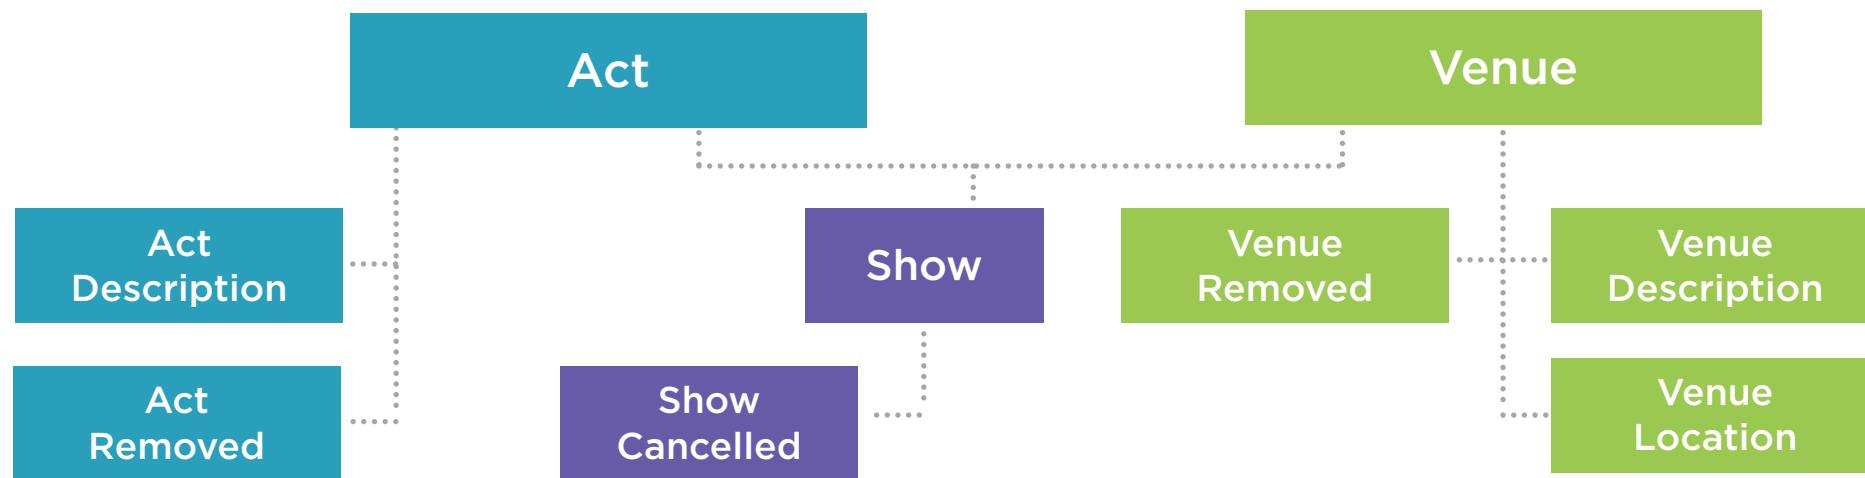 Act
Venue
Act
Description
Show
Venue
Removed
Venue
Description
Act
Removed
Show
Cancelled
Venue
Location